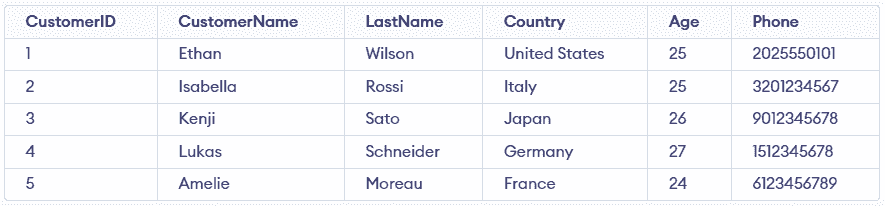 CustomerID CustomerName LastName Country Age Phone
1 Ethan Wilson United States 25 2025550101
2 Isabella Rossi Italy 25 3201234567
3 Kenji Sato Japan 26 9012345678
4 Lukas Schneider Germany 27 1512345678
5 Amelie Moreau France 24 6123456789